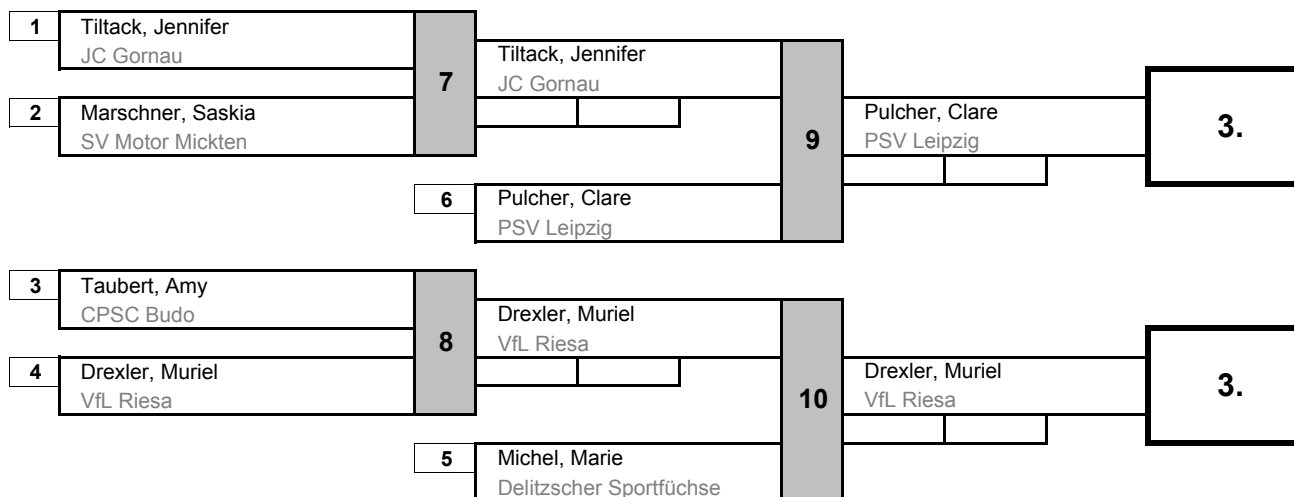 1
Tiltack, Jennifer
JC Gornau
7
Tiltack, Jennifer
JC Gornau
2
Marschner, Saskia
SV Motor Mickten
9
Pulcher, Clare
PSV Leipzig
3.
6
Pulcher, Clare
PSV Leipzig
3
Taubert, Amy
CPSC Budo
8
Drexler, Muriel
VfL Riesa
4
Drexler, Muriel
VfL Riesa
10
Drexler, Muriel
VfL Riesa
3.
5
Michel, Marie
Delitzscher Sportfüchse